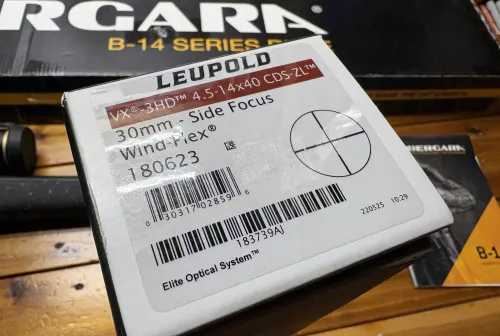 RGARA
B-14 SERIES
LEUPOLD
VX®-3HD™ 4.5-14x40 CDS-ZL™
30mm - Side Focus
Wind-Plex®
180623
0 30317 02859 6
183739AJ
220525 10:29
Elite Optical System™
BERGARA
B-1